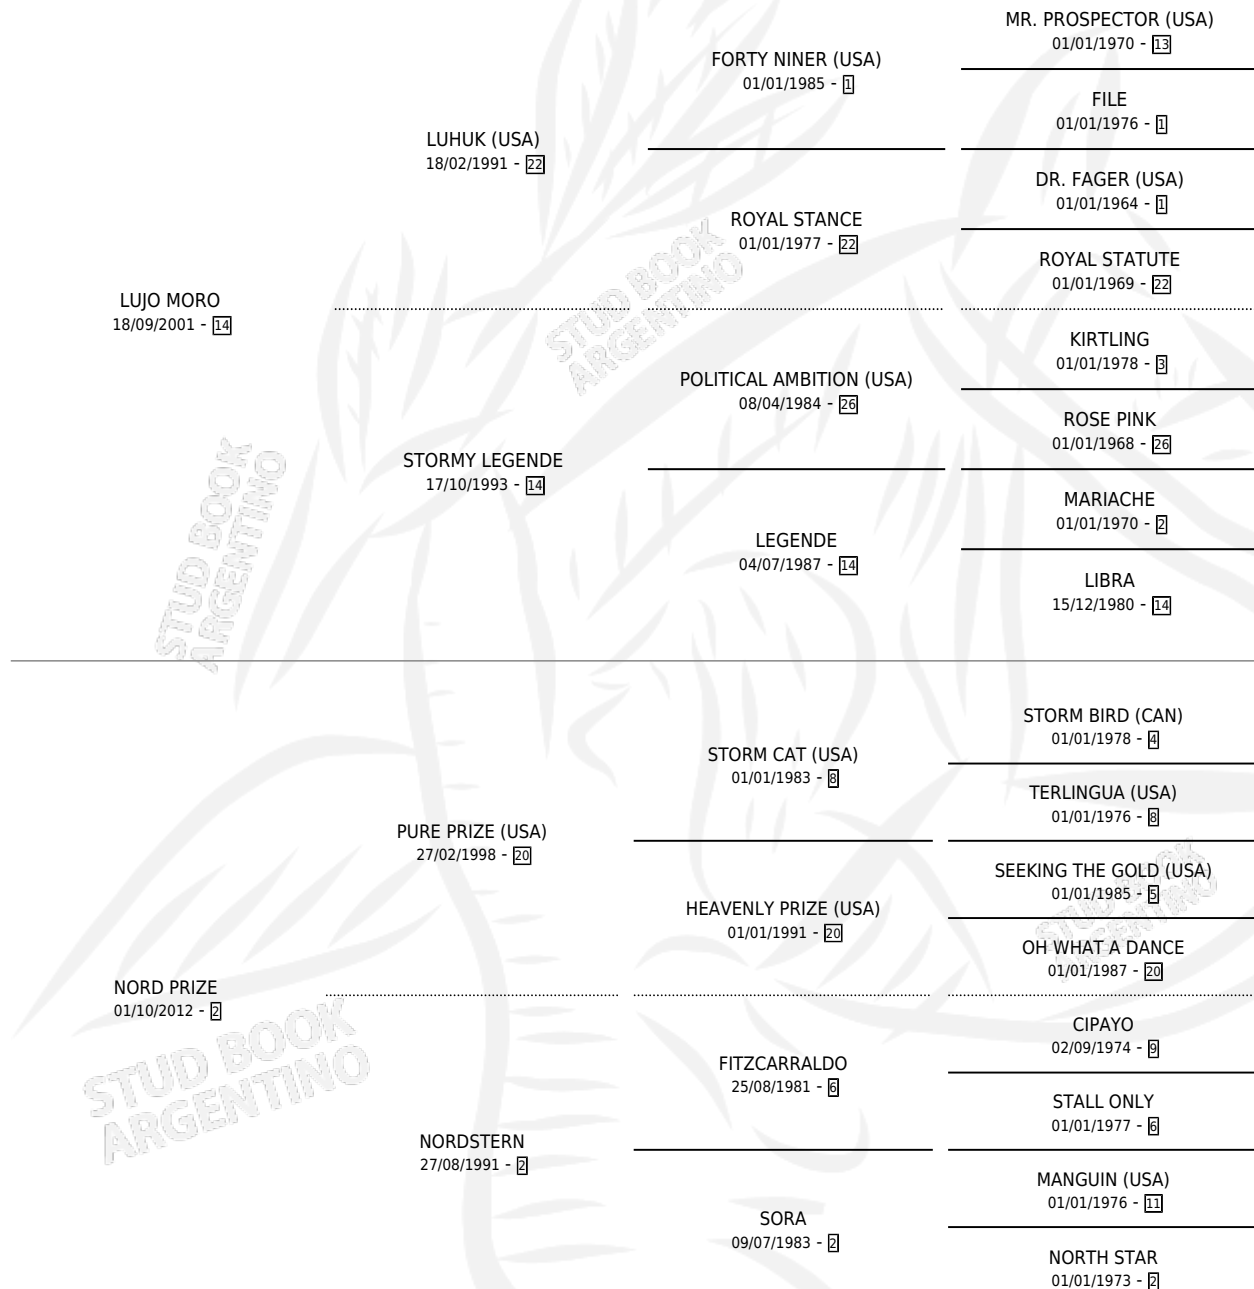 MR. PROSPECTOR (USA)
01/01/1970 - 13
FORTY NINER (USA)
01/01/1985 - 1
FILE
01/01/1976 - 1
LUHUK (USA)
18/02/1991 - 22
DR. FAGER (USA)
01/01/1964 - 1
ROYAL STANCE
01/01/1977 - 22
ROYAL STATUTE
01/01/1969 - 22
LUJO MORO
18/09/2001 - 14
KIRTLING
01/01/1978 - 3
POLITICAL AMBITION (USA)
08/04/1984 - 26
ROSE PINK
01/01/1968 - 26
STORMY LEGENDE
17/10/1993 - 14
MARIACHE
01/01/1970 - 2
LEGENDE
04/07/1987 - 14
LIBRA
15/12/1980 - 14
STORM BIRD (CAN)
01/01/1978 - 4
STORM CAT (USA)
01/01/1983 - 8
TERLINGUA (USA)
01/01/1976 - 8
PURE PRIZE (USA)
27/02/1998 - 20
SEEKING THE GOLD (USA)
01/01/1985 - 5
HEAVENLY PRIZE (USA)
01/01/1991 - 20
OH WHAT A DANCE
01/01/1987 - 20
NORD PRIZE
01/10/2012 - 2
CIPAYO
02/09/1974 - 9
FITZCARRALDO
25/08/1981 - 6
STALL ONLY
01/01/1977 - 6
NORDSTERN
27/08/1991 - 2
MANGUIN (USA)
01/01/1976 - 11
SORA
09/07/1983 - 2
NORTH STAR
01/01/1973 - 2
STUD BOOK
ARGENTINO
STUD BOOK
ARGENTINO
STUD BOOK
ARGENTINO
STUD BOOK
ARGENTINO